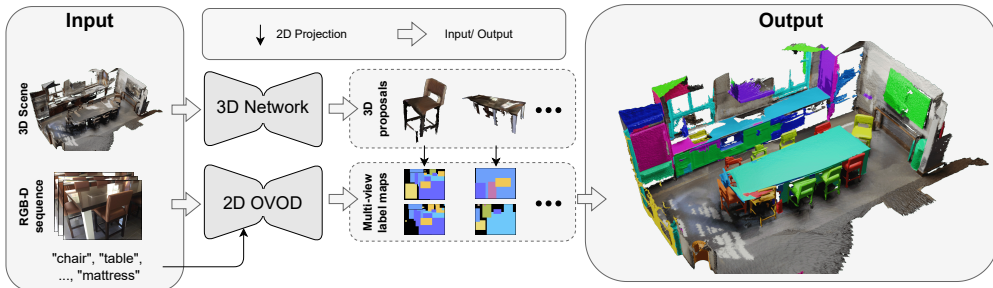 Input
Output
2D Projection
Input/ Output
3D Scene
3D Network
3D
proposals
RGB-D
sequence
2D OVOD
Multi-view
label maps
"chair", "table",
..., "mattress"